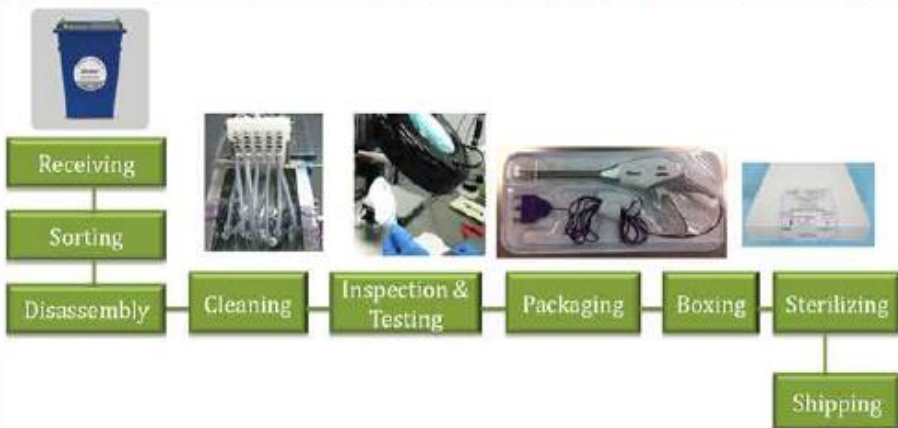 Receiving
Sorting
Disassembly
Cleaning
Inspection &
Testing
Packaging
Boxing
Sterilizing
Shipping